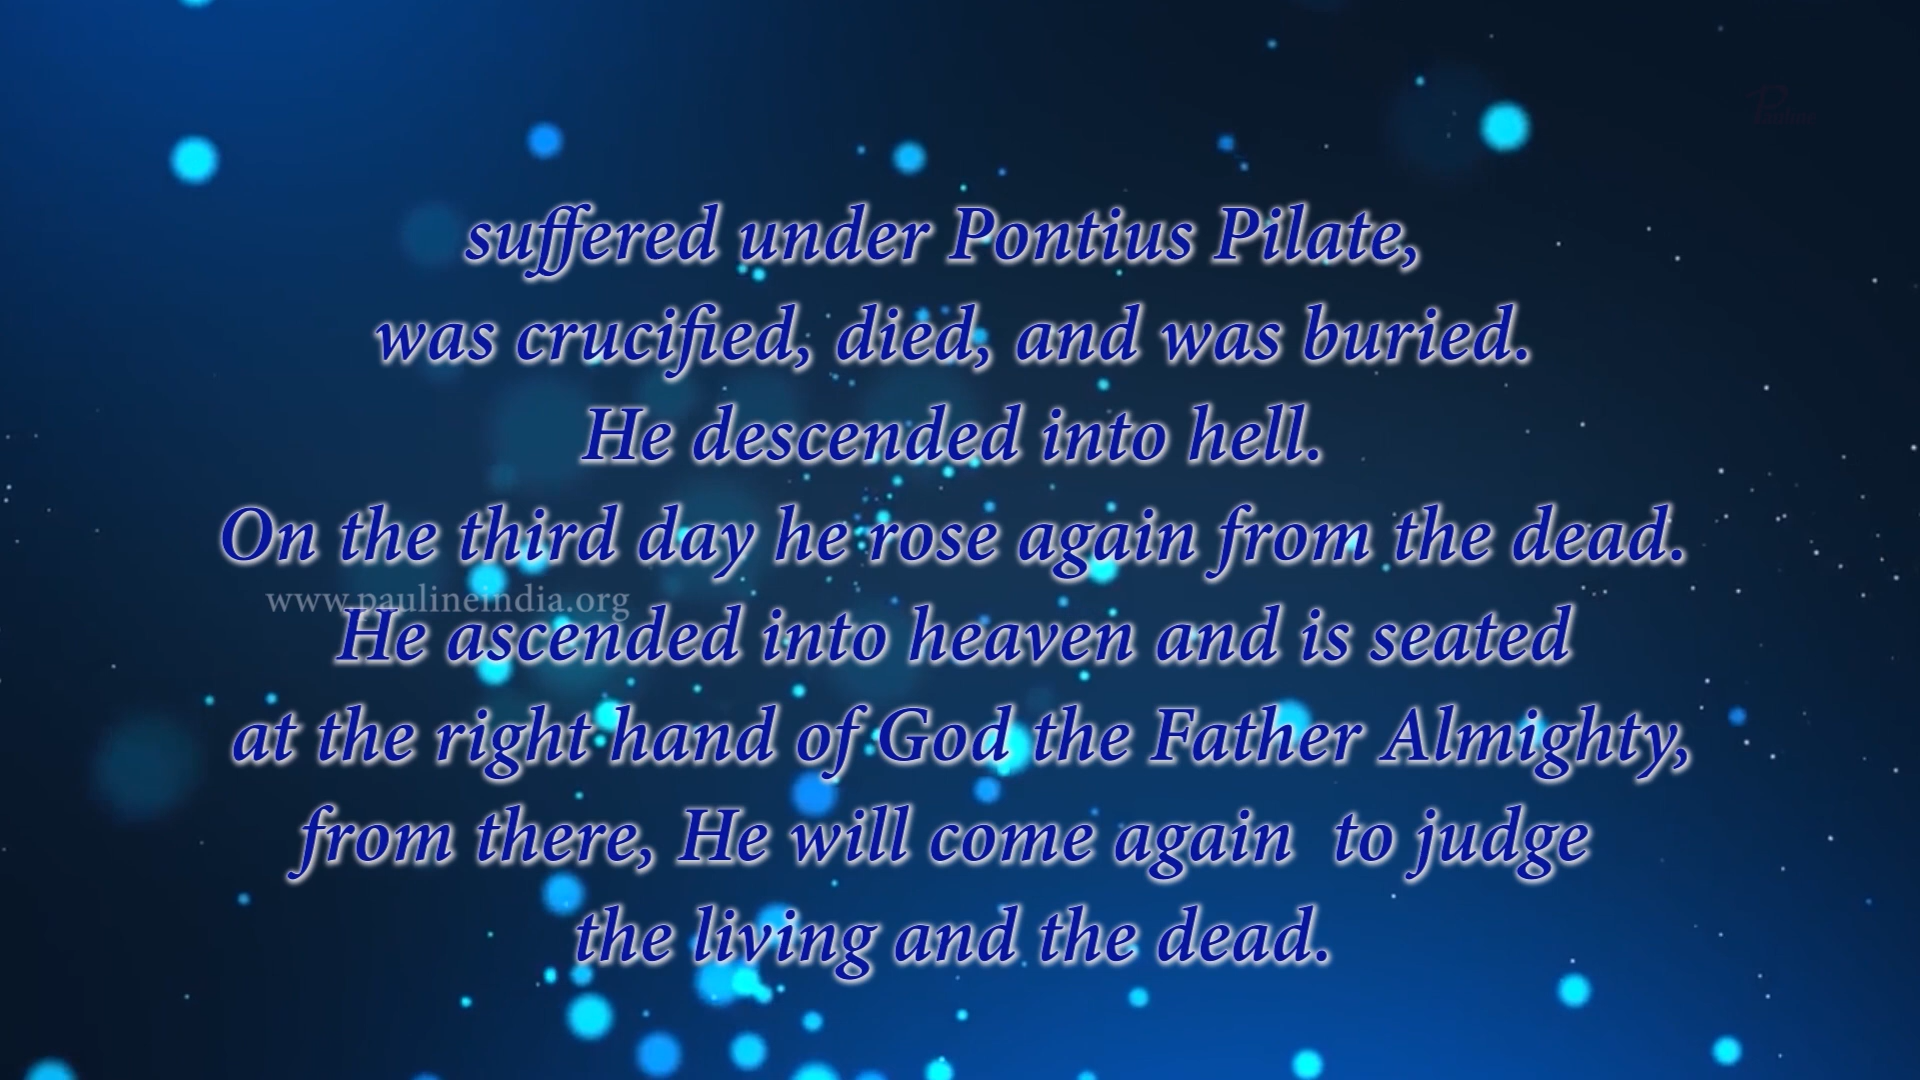 suffered under Pontius Pilate,
was crucified, died, and was buried.
He descended into hell.
On the third day he rose again from the dead.
www.paulineindia.org
He ascended into heaven and is seated
at the right hand of God the Father Almighty,
from there, He will come again  to judge
the living and the dead.